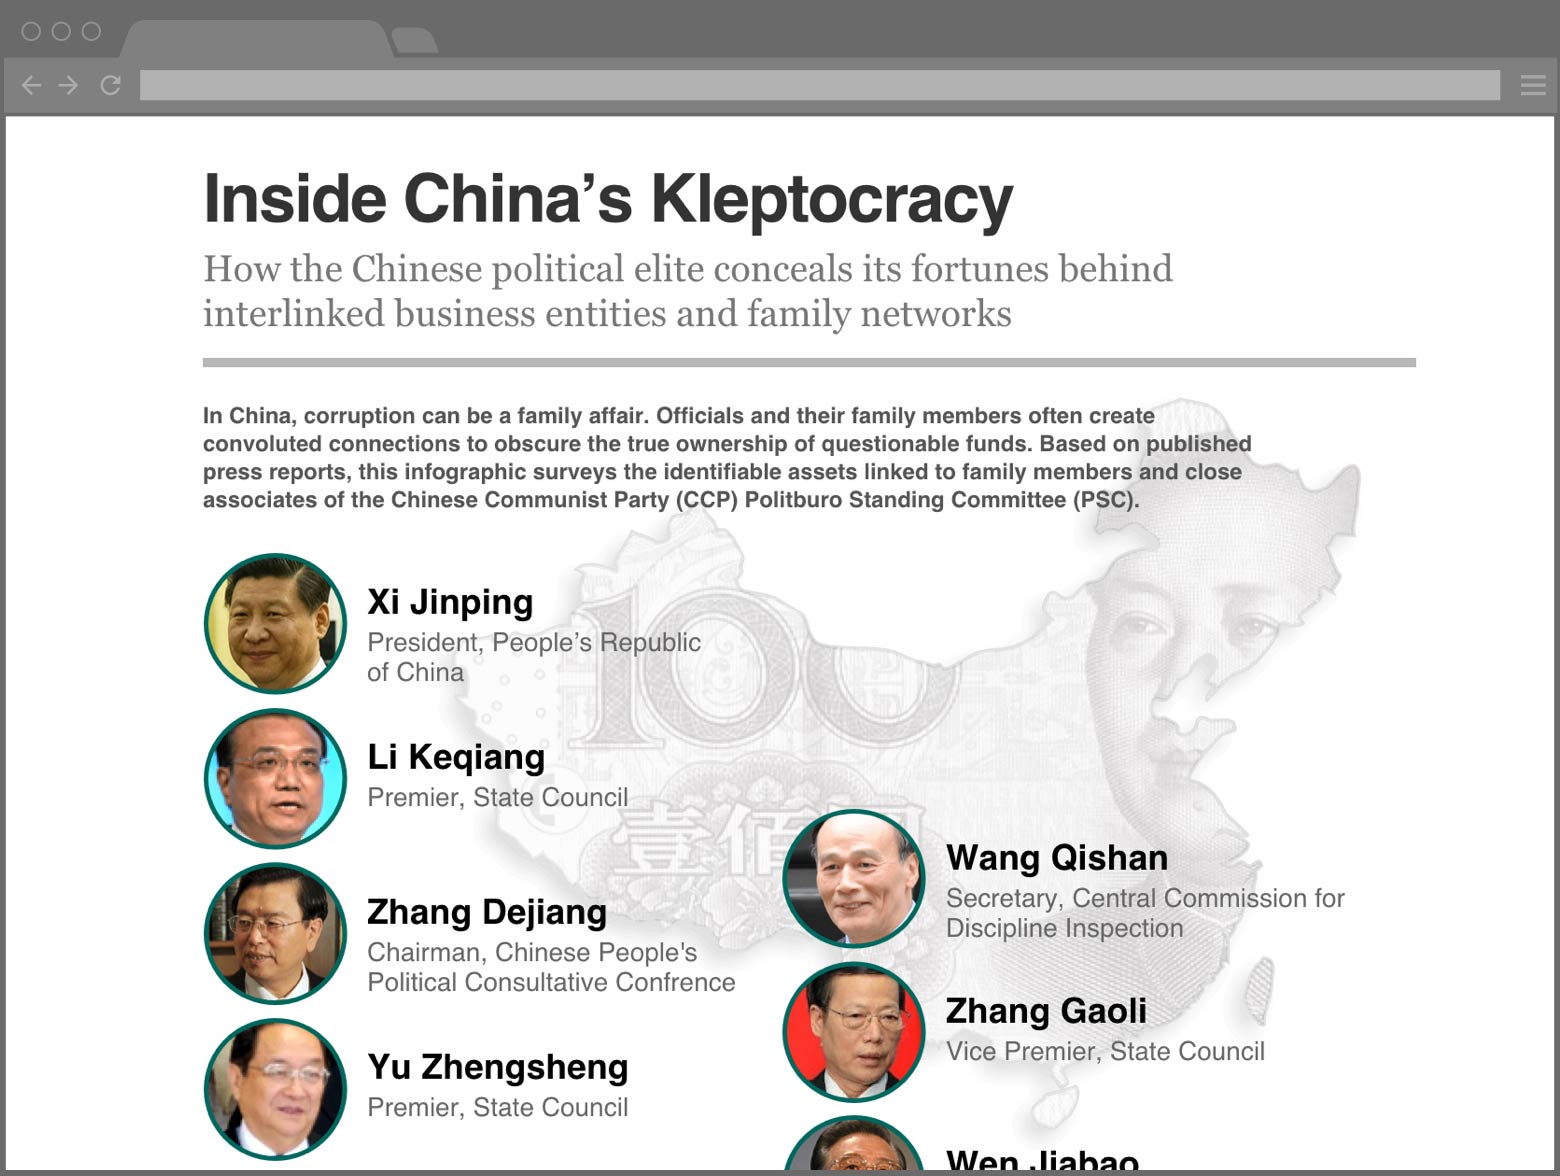 Inside China’s Kleptocracy
How the Chinese political elite conceals its fortunes behind
interlinked business entities and family networks
In China, corruption can be a family affair. Officials and their family members often create
convoluted connections to obscure the true ownership of questionable funds. Based on published
press reports, this infographic surveys the identifiable assets linked to family members and close
associates of the Chinese Communist Party (CCP) Politburo Standing Committee (PSC).
Xi Jinping
President, People’s Republic
of China
Li Keqiang
Premier, State Council
Zhang Dejiang
Chairman, Chinese People's
Political Consultative Confrence
Yu Zhengsheng
Premier, State Council
100
壹佰
Wang Qishan
Secretary, Central Commission for
Discipline Inspection
Zhang Gaoli
Vice Premier, State Council
Wen Jiabao